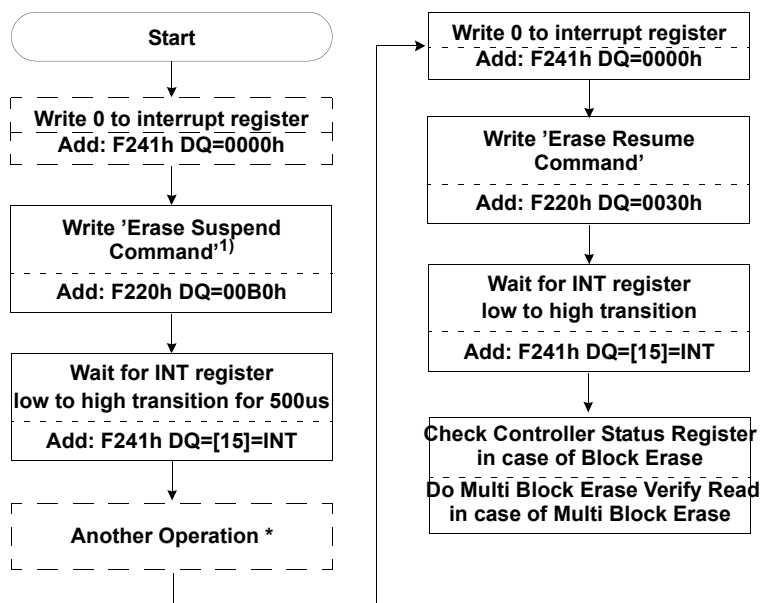 Start
Write 0 to interrupt register
Add: F241h DQ=0000h
Write 'Erase Suspend
Command'1)
Add: F220h DQ=00B0h
Wait for INT register
low to high transition for 500us
Add: F241h DQ=[15]=INT
Another Operation *
Write 0 to interrupt register
Add: F241h DQ=0000h
Write 'Erase Resume
Command'
Add: F220h DQ=0030h
Wait for INT register
low to high transition
Add: F241h DQ=[15]=INT
Check Controller Status Register
in case of Block Erase
Do Multi Block Erase Verify Read
in case of Multi Block Erase